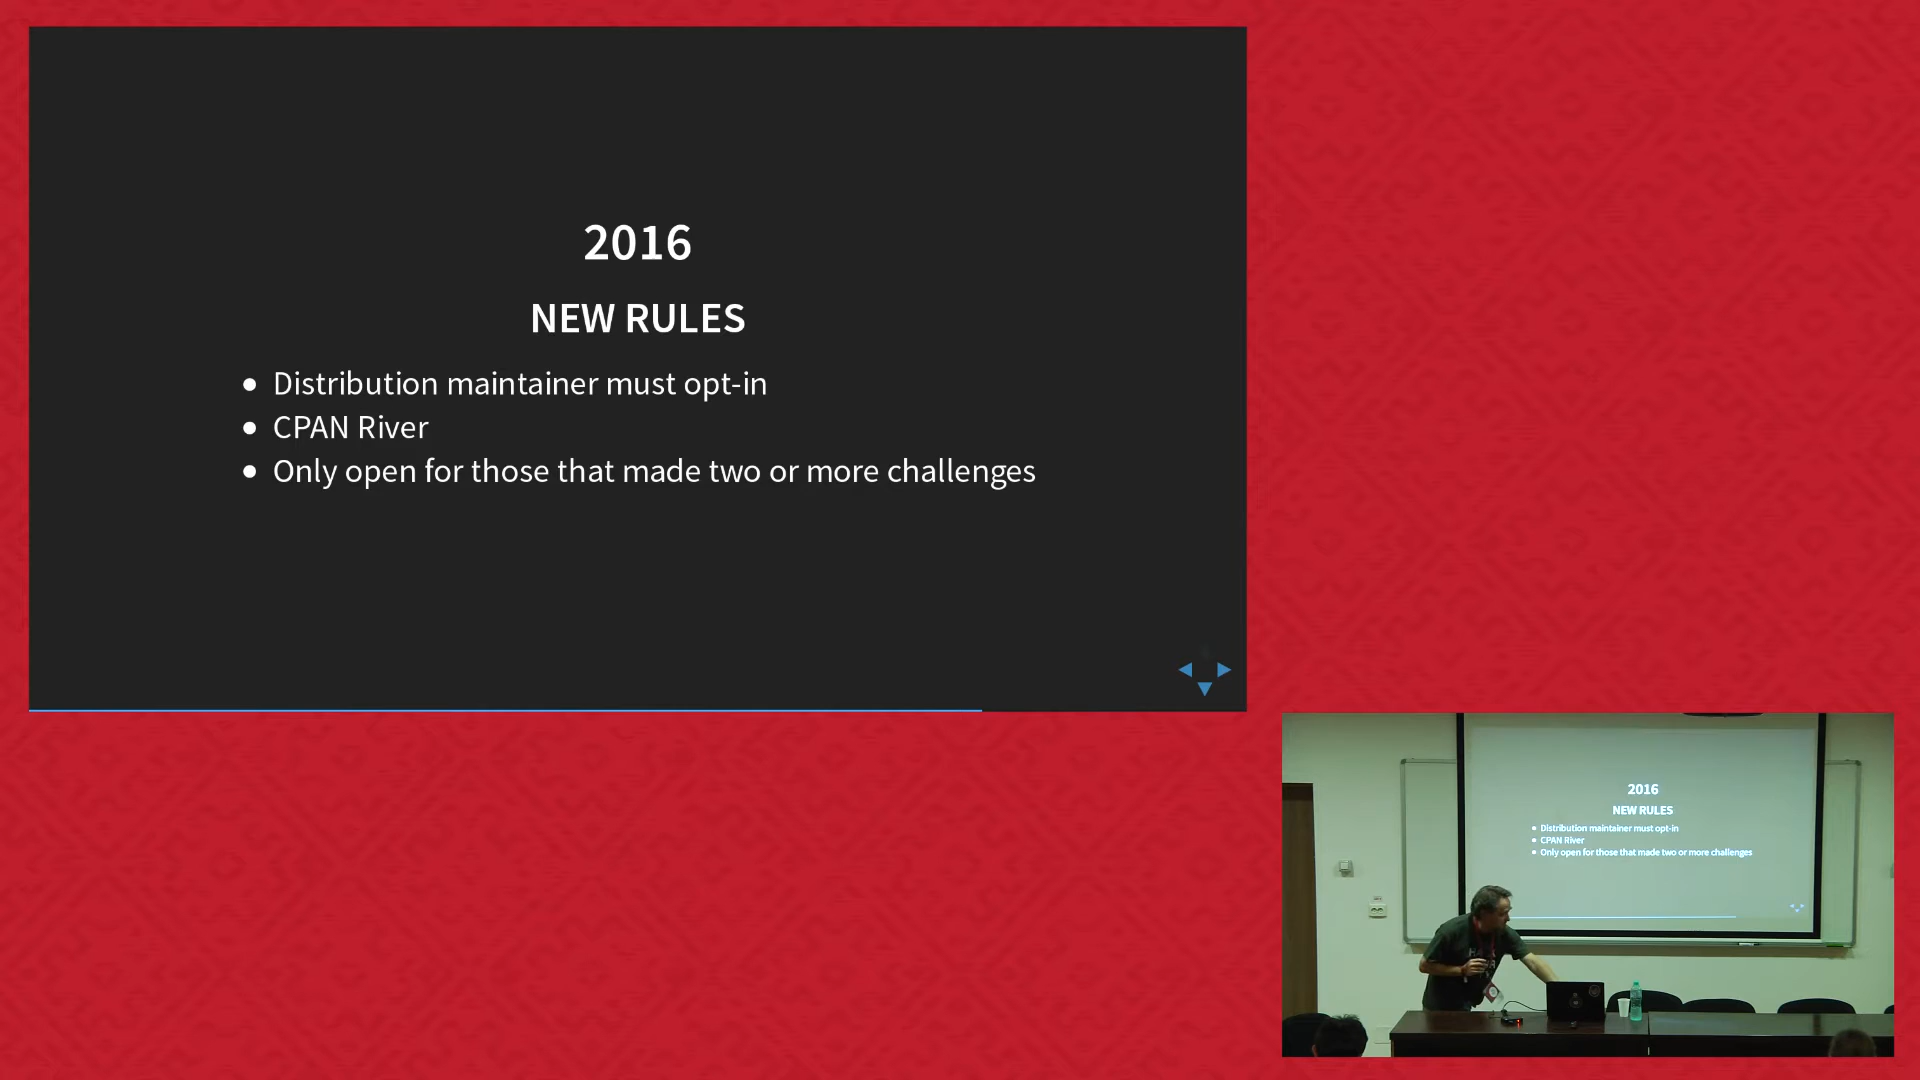 2016
NEW RULES
Distribution maintainer must opt-in
CPAN River
Only open for those that made two or more challenges
2016
NEW RULES
Distribution maintainer must opt-in
CPAN River
Only open for those that made two or more challenges